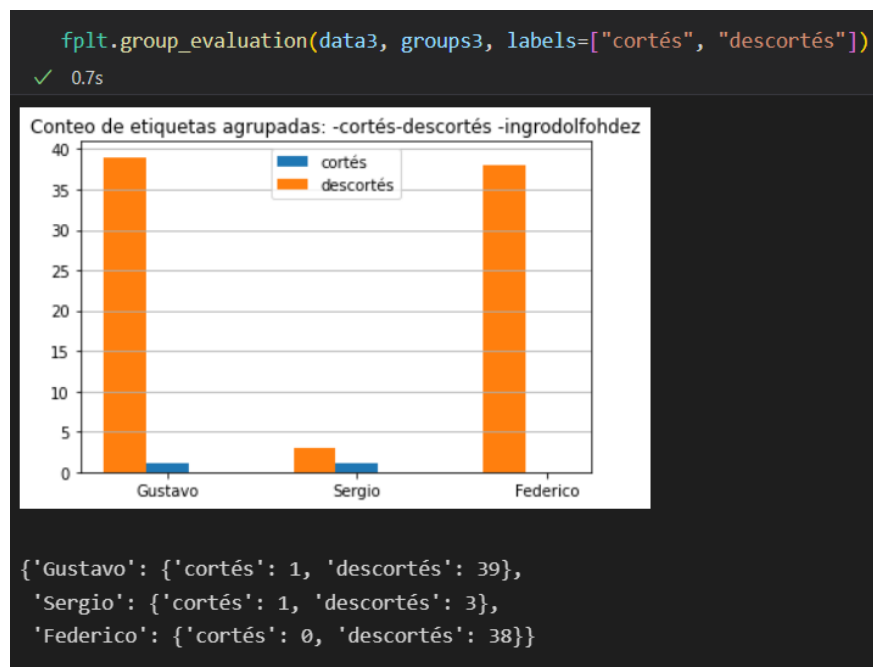 fplt.group_evaluation(data3, groups3, labels=["cortés", "descortés"])
✓ 0.7s
Conteo de etiquetas agrupadas: -cortés-descortés -ingrodolfohdez
40
35
30
25
20
15
10
5
0
cortés
descortés
Gustavo Sergio Federico
{'Gustavo': {'cortés': 1, 'descortés': 39},
'Sergio': {'cortés': 1, 'descortés': 3},
'Federico': {'cortés': 0, 'descortés': 38}}